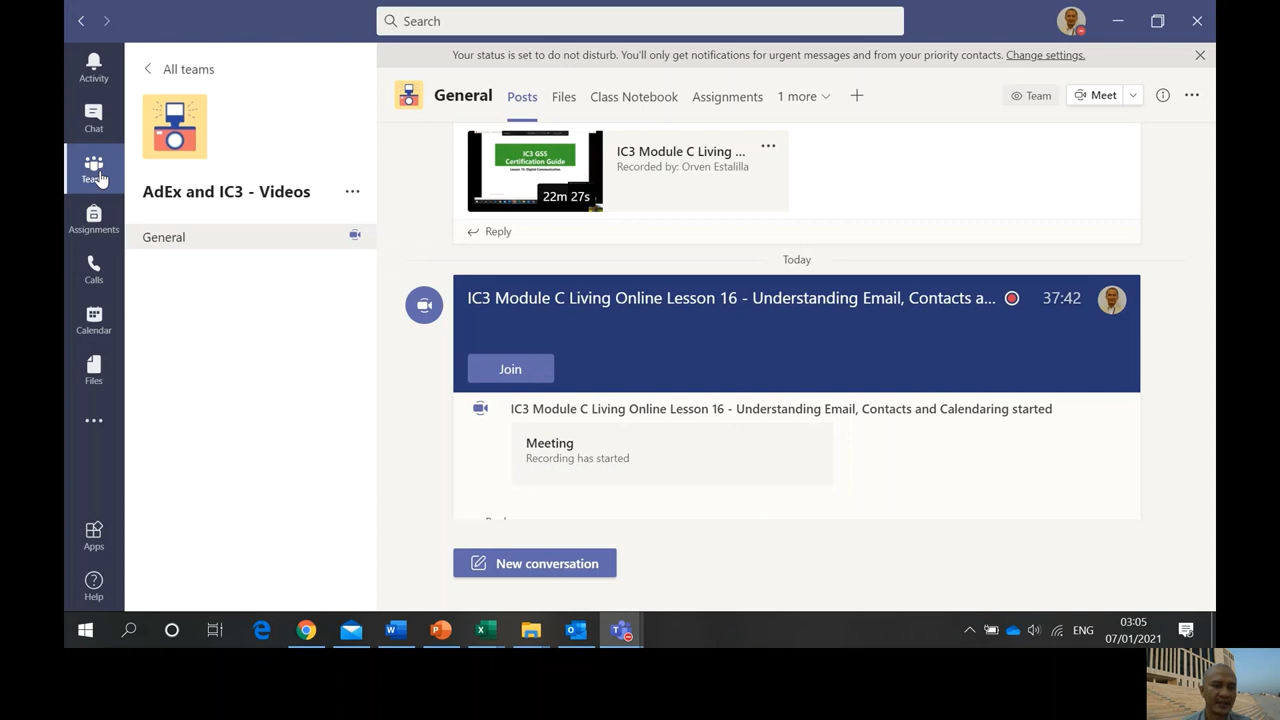 Search
Activity
Chat
Assignments
Calls
Calendar
Files
Apps
Help
All teams
AdEx and IC3 - Videos
General
Your status is set to do not disturb. You'll only get notifications for urgent messages and from your priority contacts. Change settings.
General
Posts
Files
Class Notebook
Assignments
1 more
Team
Meet
IC3 GS5
Certification Guide
22m 27s
IC3 Module C Living ...
Recorded by: Orven Estalilla
Reply
Today
IC3 Module C Living Online Lesson 16 - Understanding Email, Contacts a...
37:42
Join
IC3 Module C Living Online Lesson 16 - Understanding Email, Contacts and Calendaring started
Meeting
Recording has started
New conversation
ENG
03:05
07/01/2021